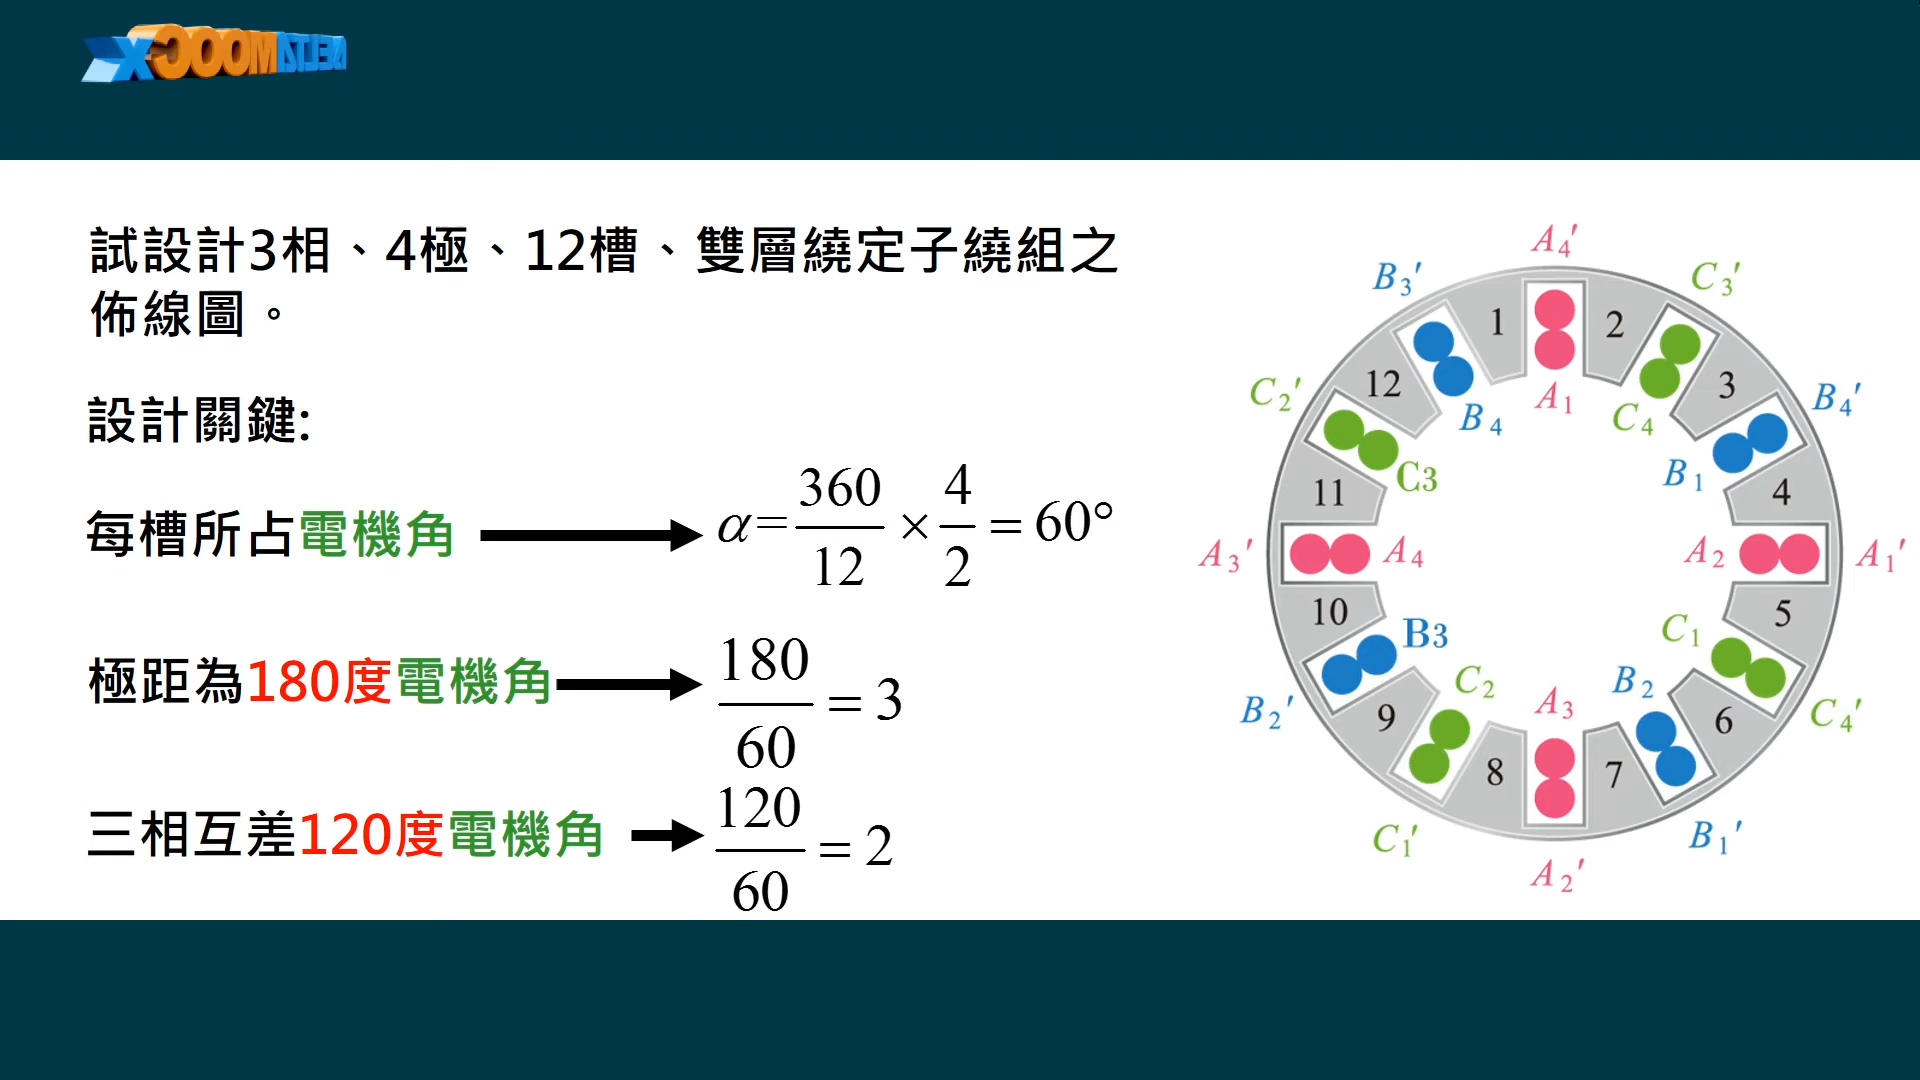 DELTAMOOCx
試設計3相、4極、12槽、雙層繞定子繞組之
佈線圖。
設計關鍵:
每槽所占電機角
α=360/12×4/2=60°
極距為180度電機角
180/60=3
三相互差120度電機角
120/60=2
A4′
B3′
C3′
1
2
12
3
C2′
B4′
A1
B4
C4
C3
B1
11
4
A3′
A4
A2
A1′
10
5
B3
C1
C2
B2
B2′
A3
C4′
9
6
8
7
C1′
B1′
A2′